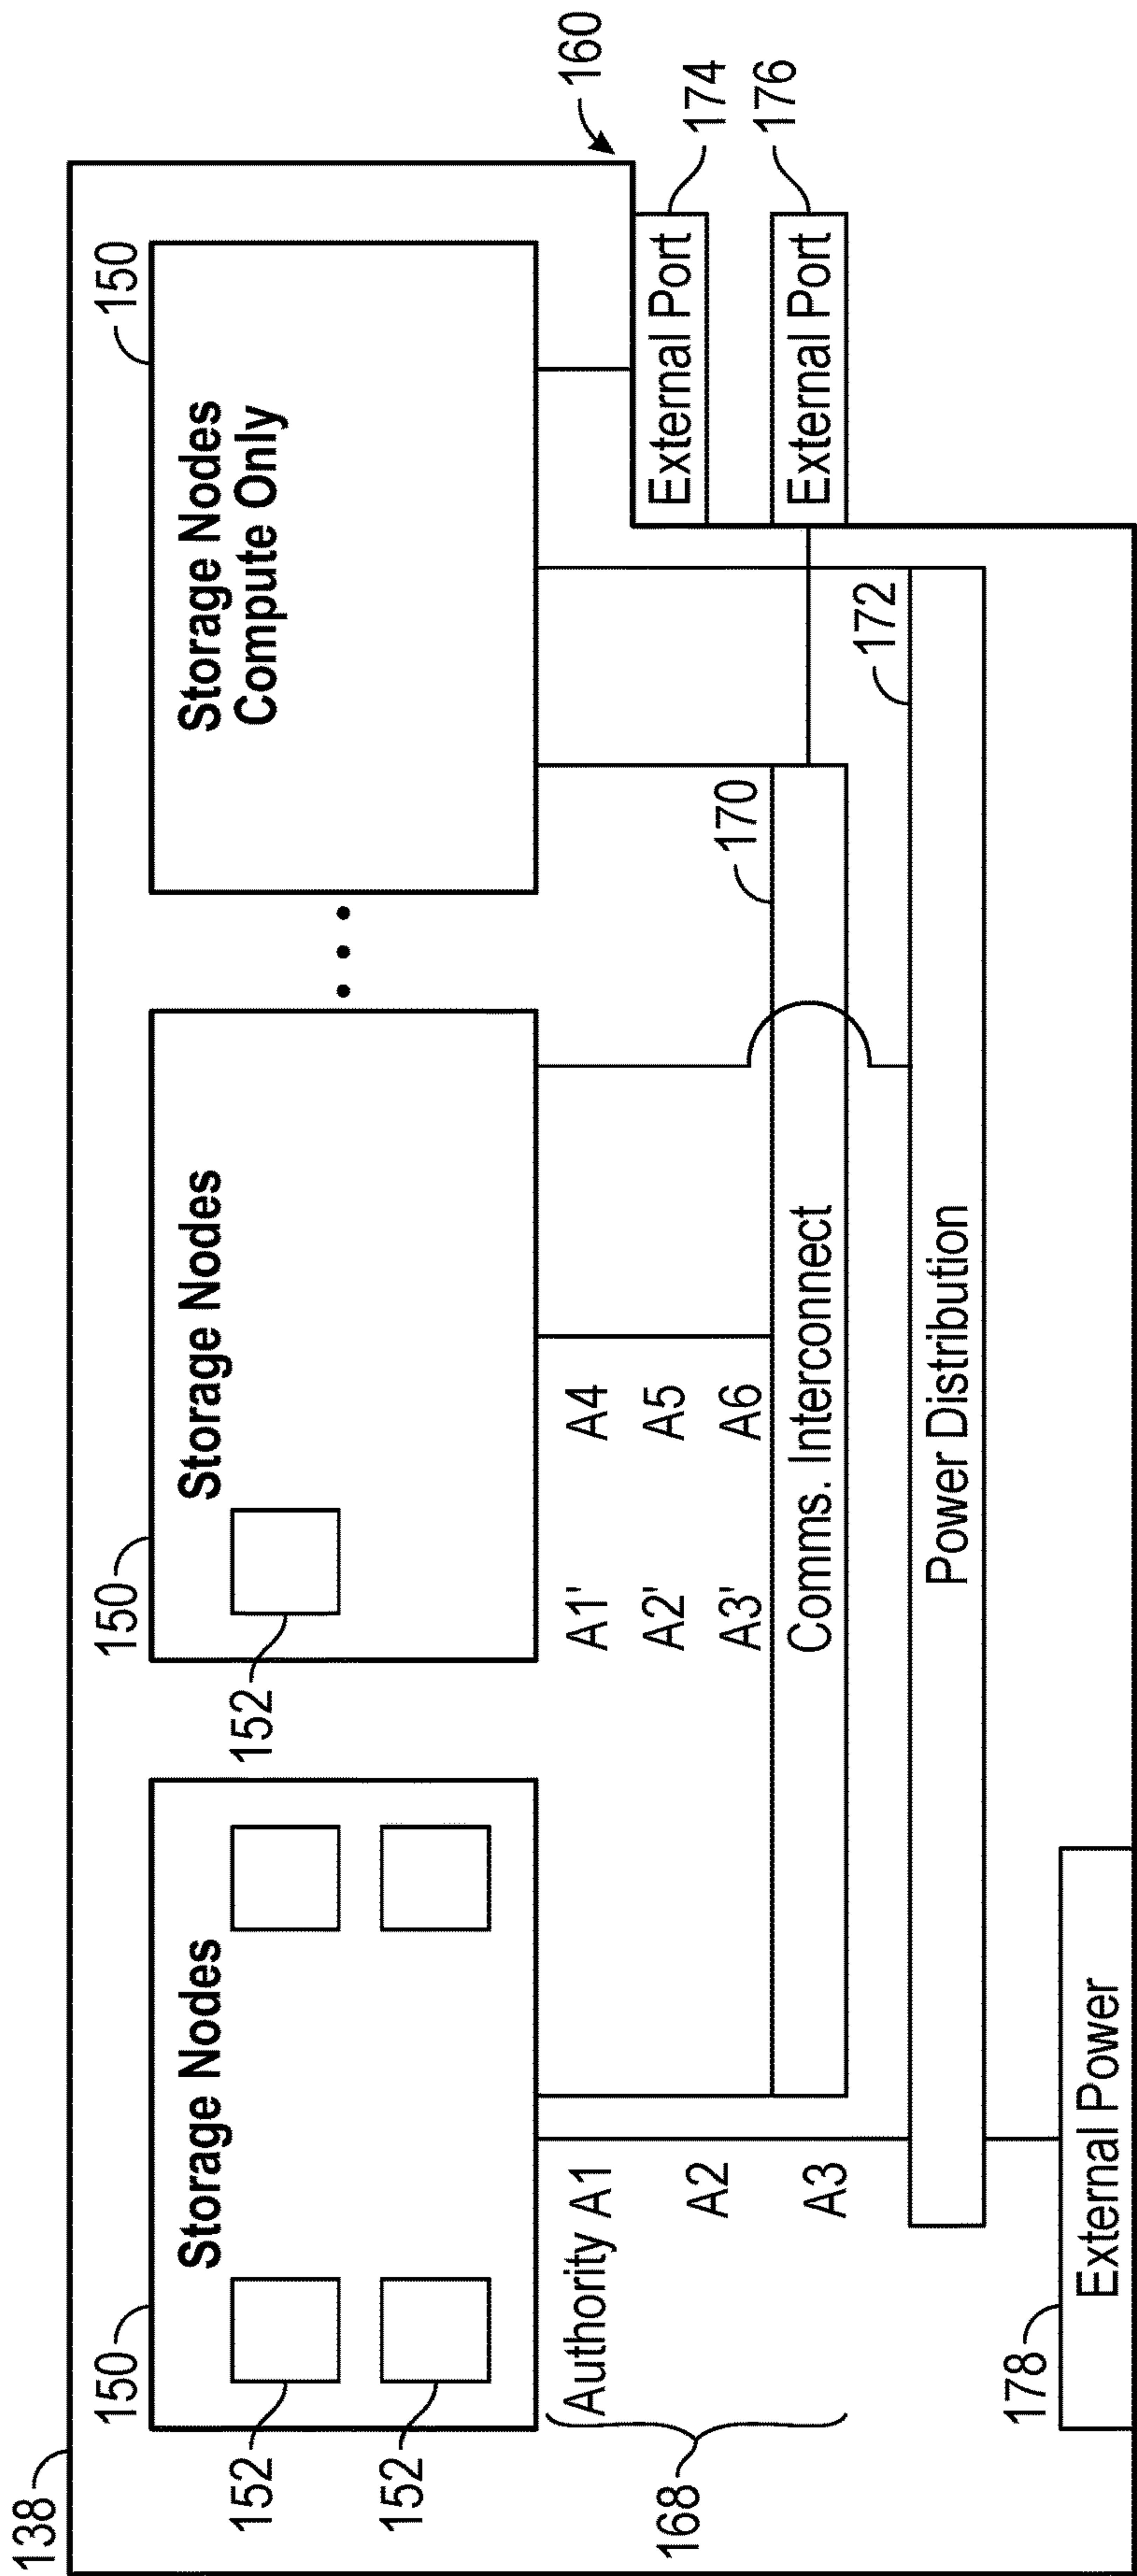 138
160
150
150
150
Storage Nodes
Storage Nodes
Storage Nodes
Compute Only
152
152
152
168
Authority A1
A2
A3
A1' A4
A2' A5
A3' A6
170
Comms. Interconnect
172
Power Distribution
External Port
174
External Port
176
178
External Power